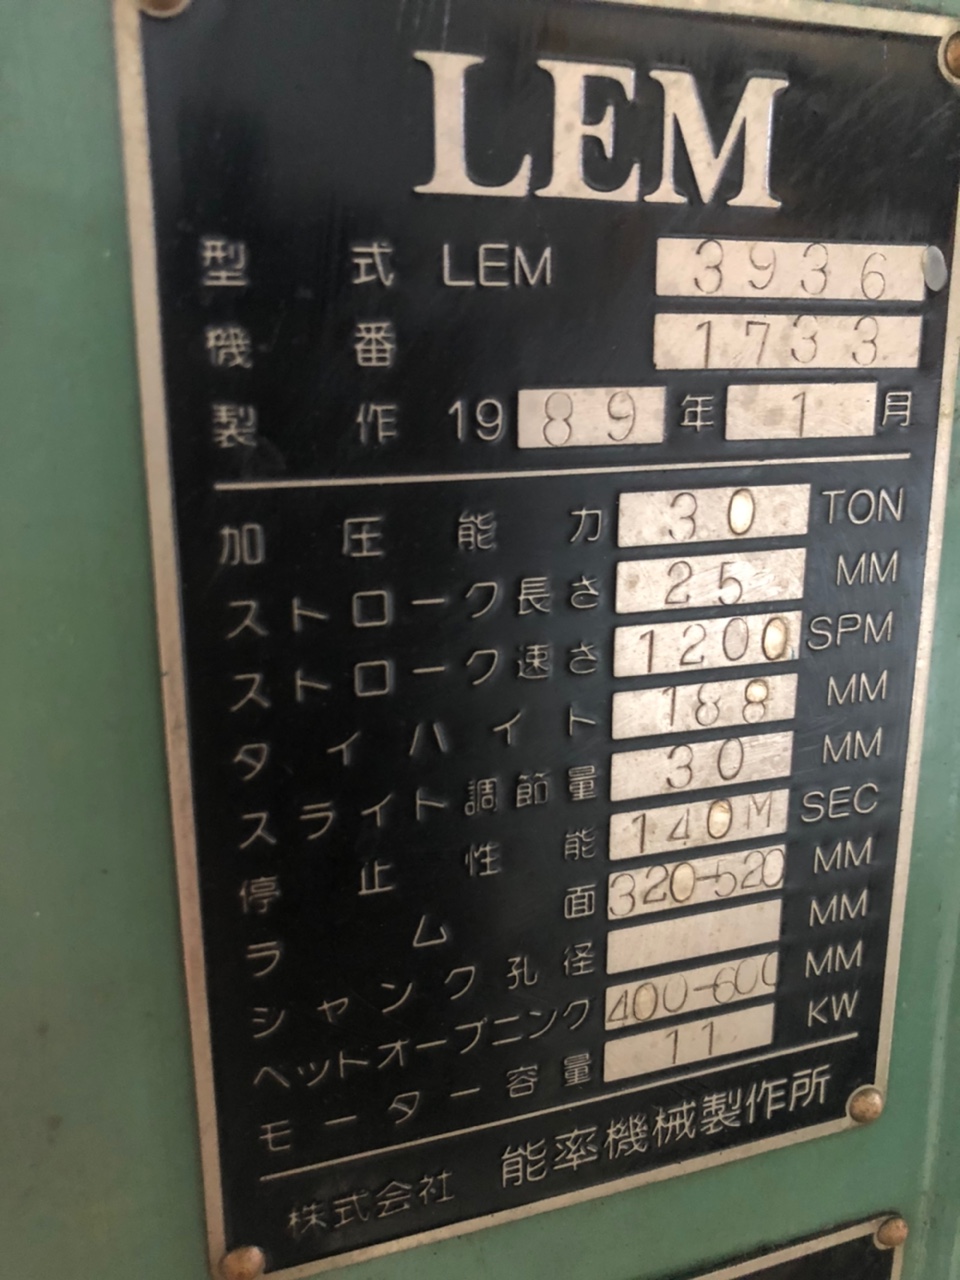 LEM
型式 LEM 3936
機番 1733
製作 1989年 1月
加圧能力 30 TON
ストローク長さ 25 MM
ストローク速さ 1200 SPM
タイハイト 188 MM
スライト調節量 30 MM
停止性能 140M SEC
ラム面 320-520 MM
シャンク孔径 MM
ヘットオープニング 400-600 MM
モーター容量 11 KW
株式会社 能率機械製作所